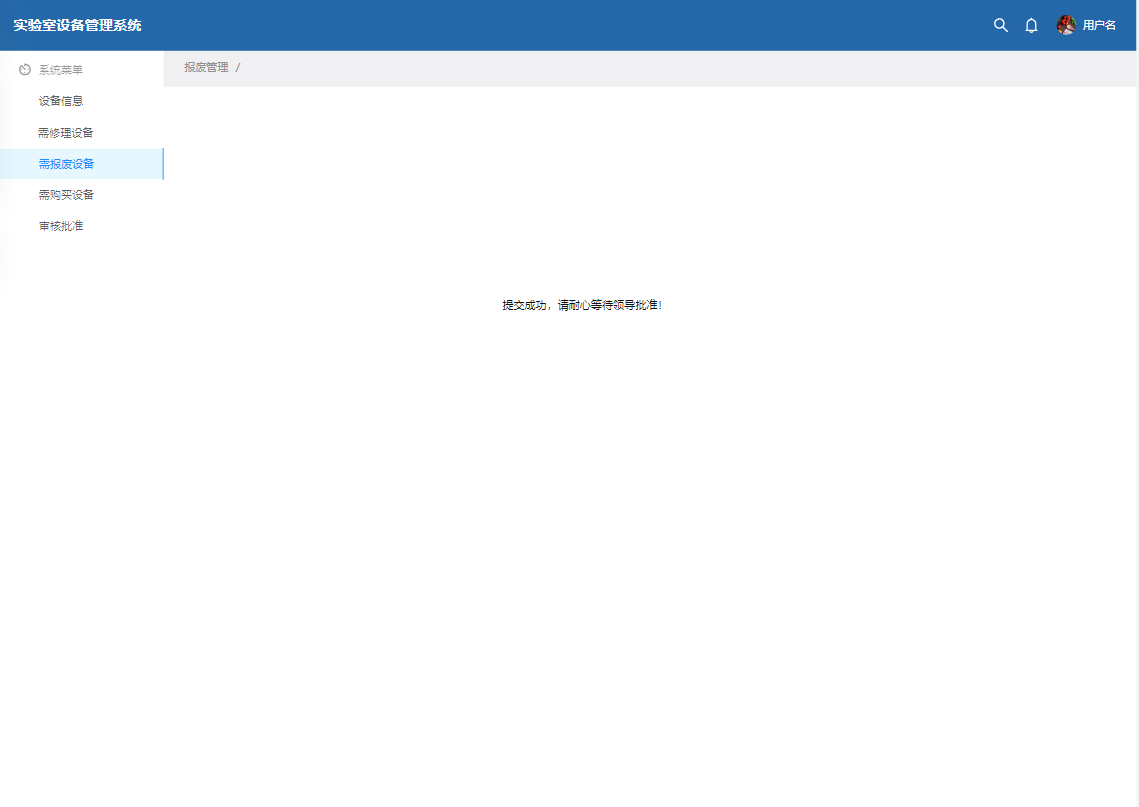 实验室设备管理系统
用户名
系统菜单
报废管理 /
设备信息
需修理设备
需报废设备
需购买设备
审核批准
提交成功，请耐心等待领导批准！